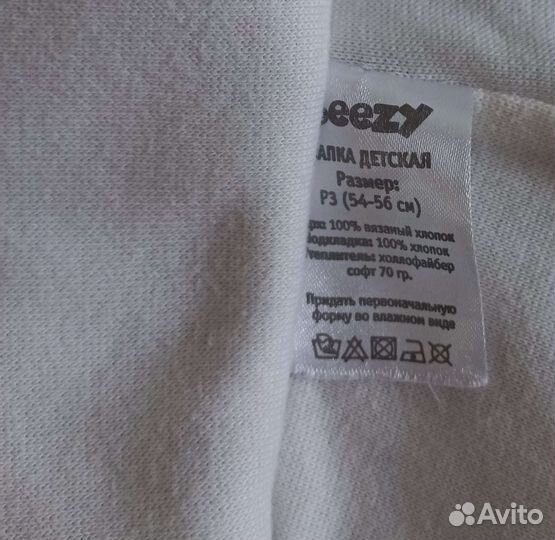 eezy
АПКА ДЕТСКАЯ
Размер:
Р3 (54-56 см)
100% вязаный хлопок
одкладка: 100% хлопок
утеплитель: холлофайбер
софт 70 гр.
Придать первоначальную
форму во влажном виде
Avito